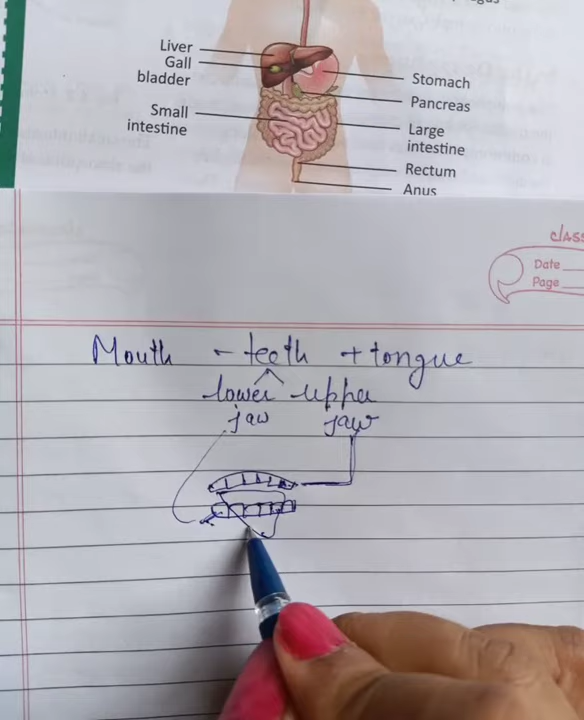 Liver
Gall
bladder
Stomach
Pancreas
Small
intestine
Large
intestine
Rectum
Anus
Date
Page
Mouth - teeth + tongue
lower upper
jaw jaw